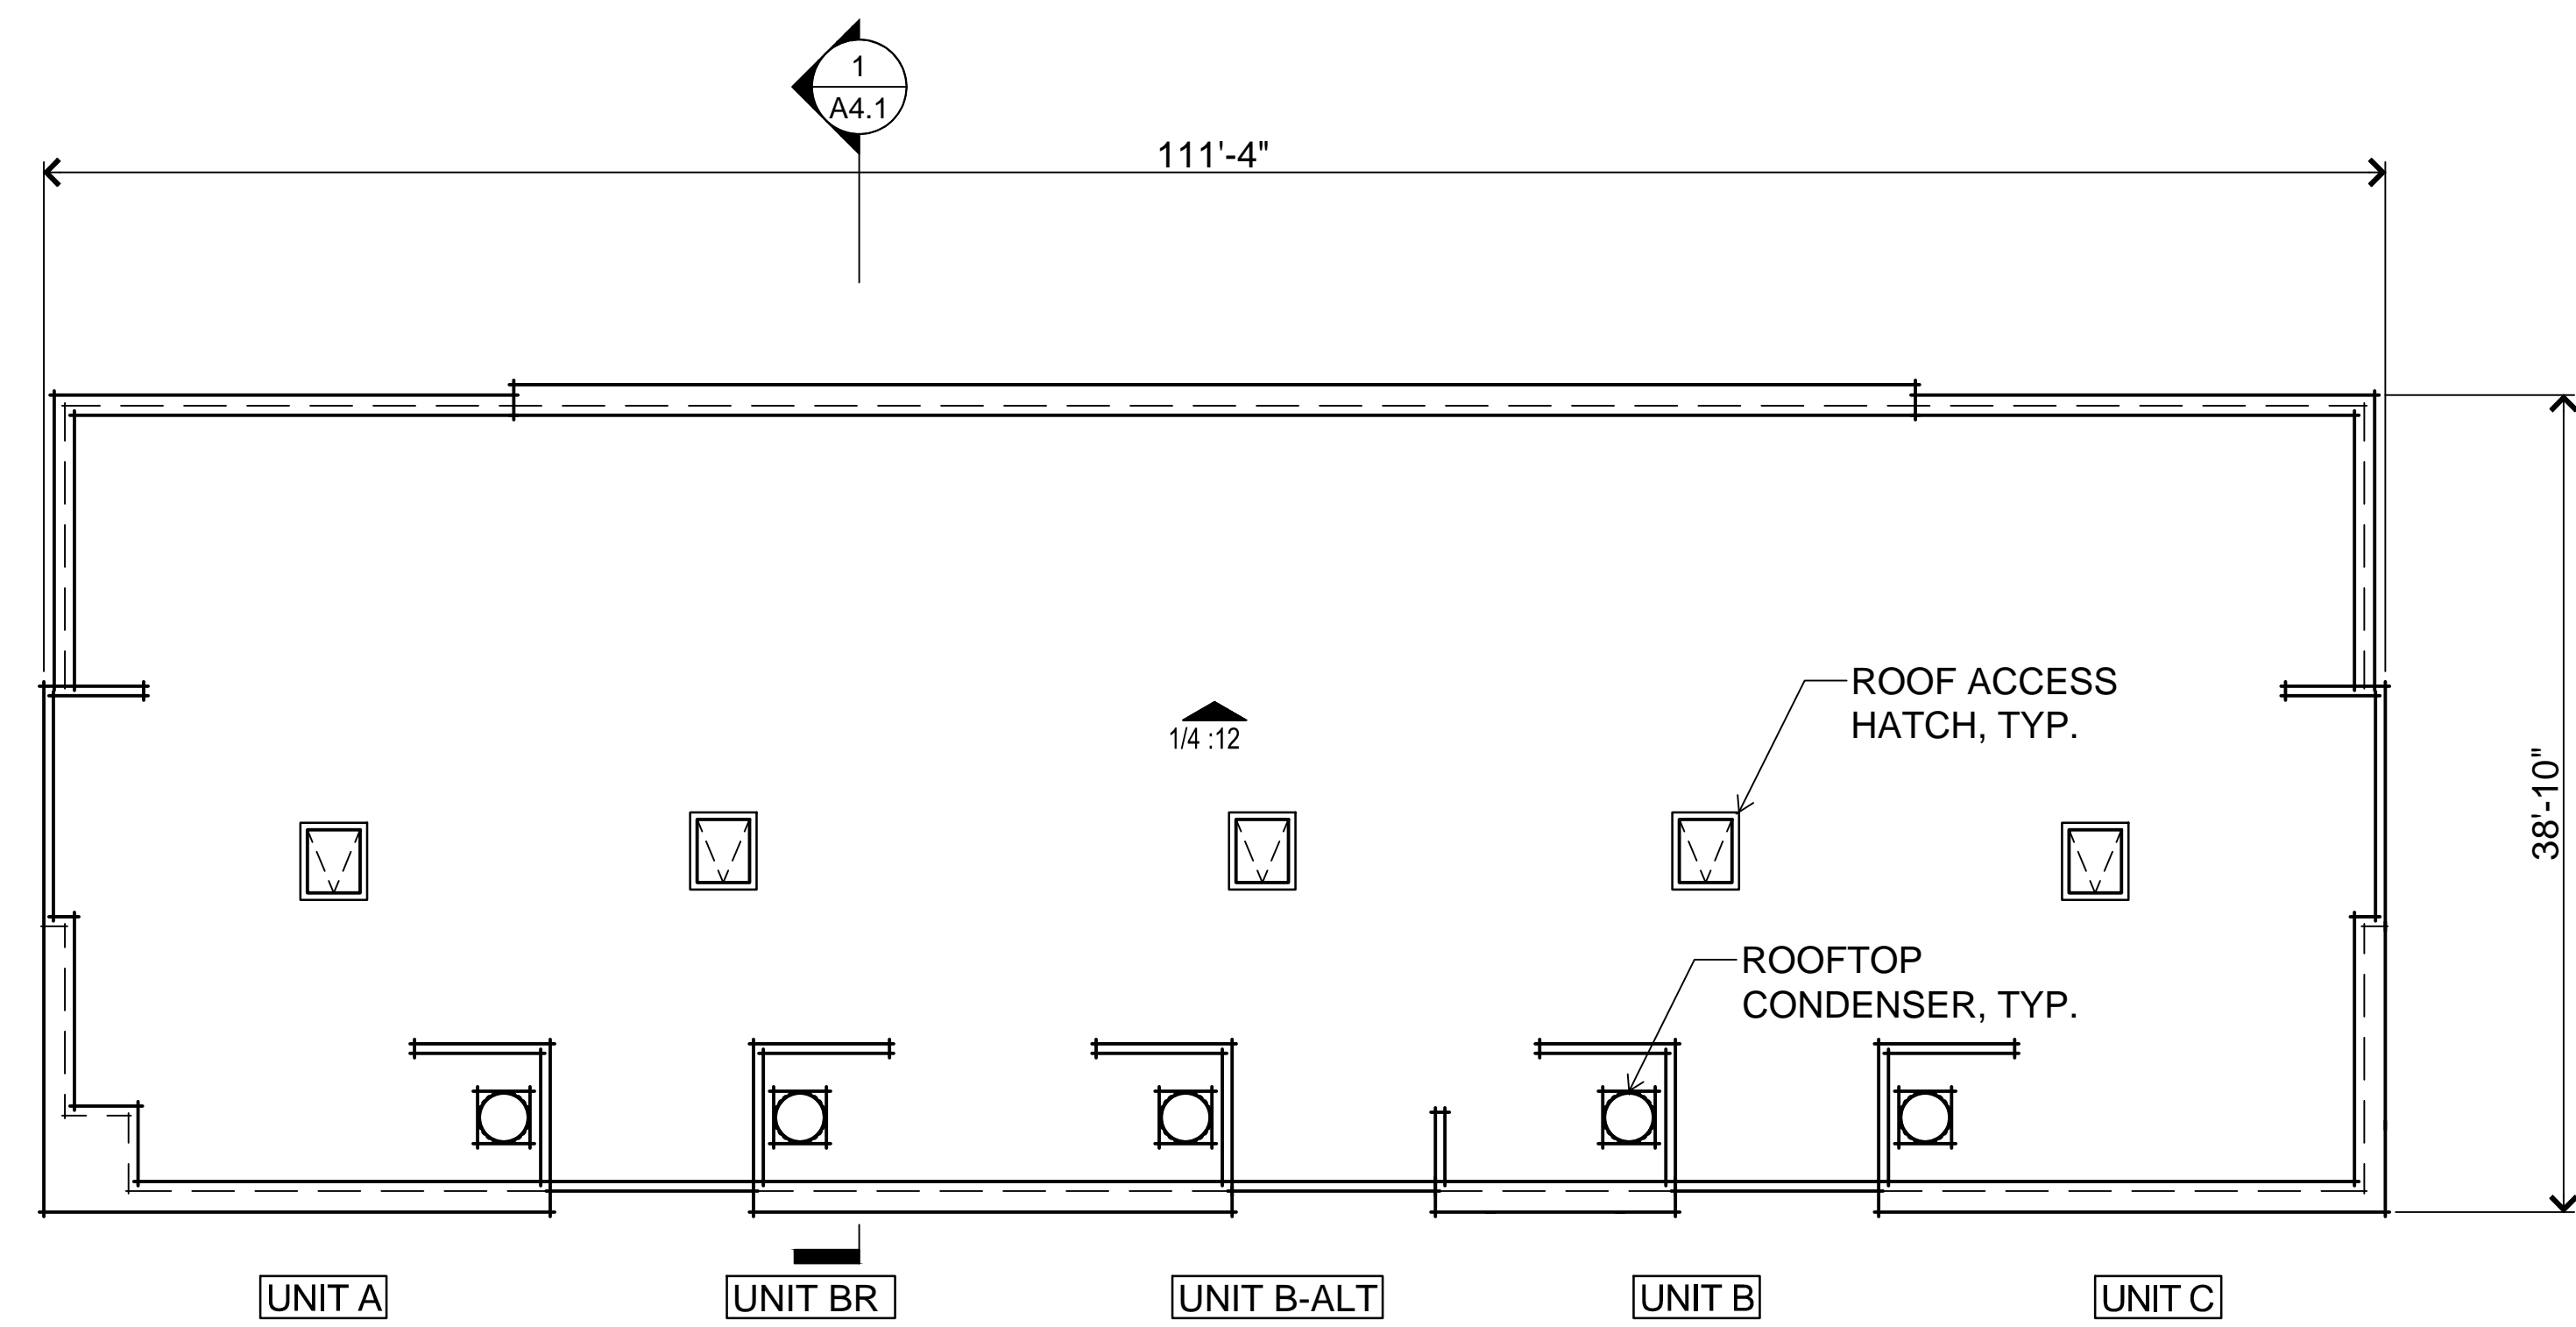 1
A4.1
111'-4"
ROOF ACCESS
HATCH, TYP.
1/4 :12
38'-10"
ROOFTOP
CONDENSER, TYP.
UNIT A
UNIT BR
UNIT B-ALT
UNIT B
UNIT C